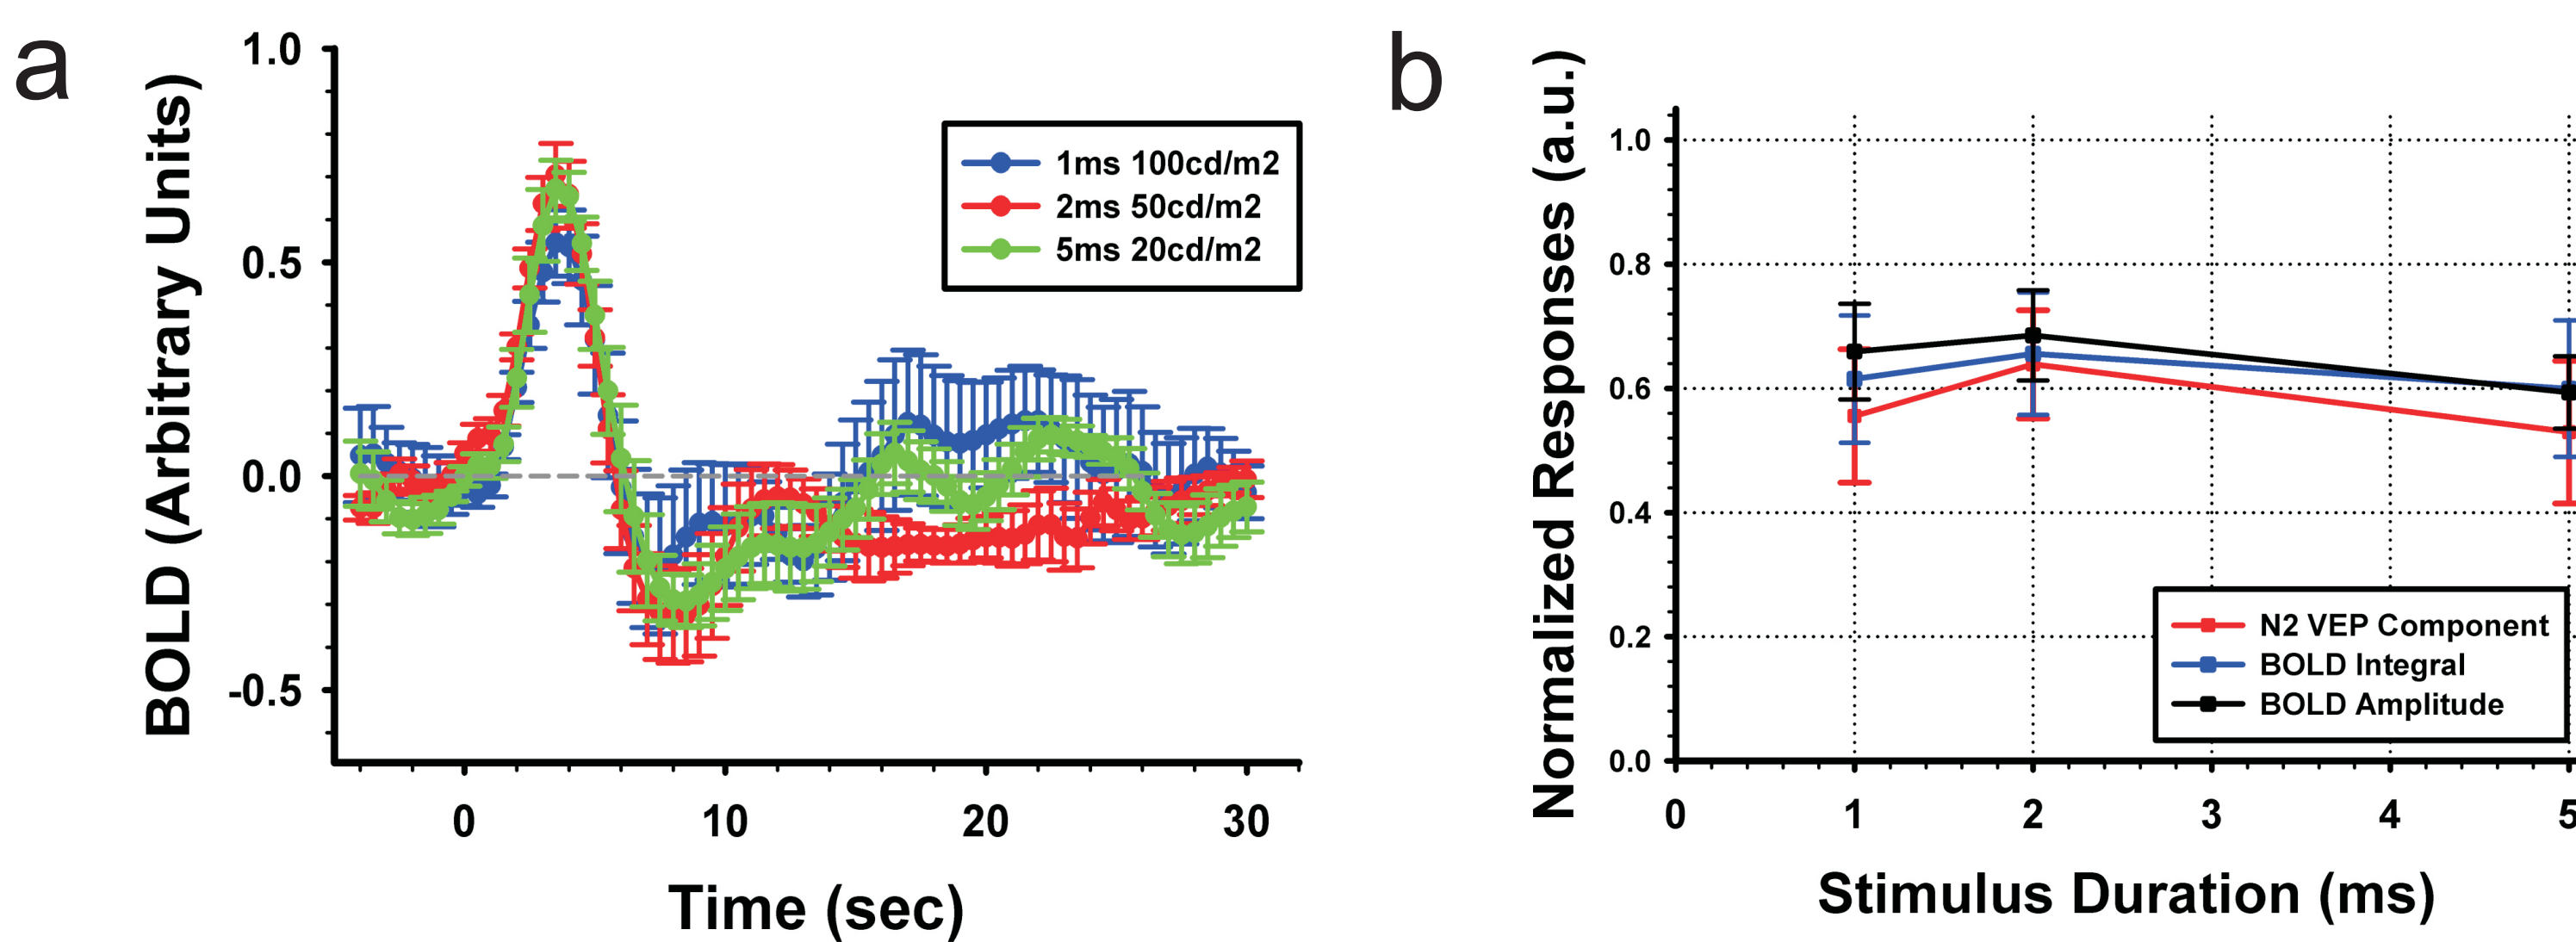 a
BOLD (Arbitrary Units)
1.0
0.5
0.0
-0.5
1ms 100cd/m2
2ms 50cd/m2
5ms 20cd/m2
0 10 20 30
Time (sec)
b
Normalized Responses (a.u.)
1.0
0.8
0.6
0.4
0.2
0.0
N2 VEP Component
BOLD Integral
BOLD Amplitude
0 1 2 3 4 5
Stimulus Duration (ms)